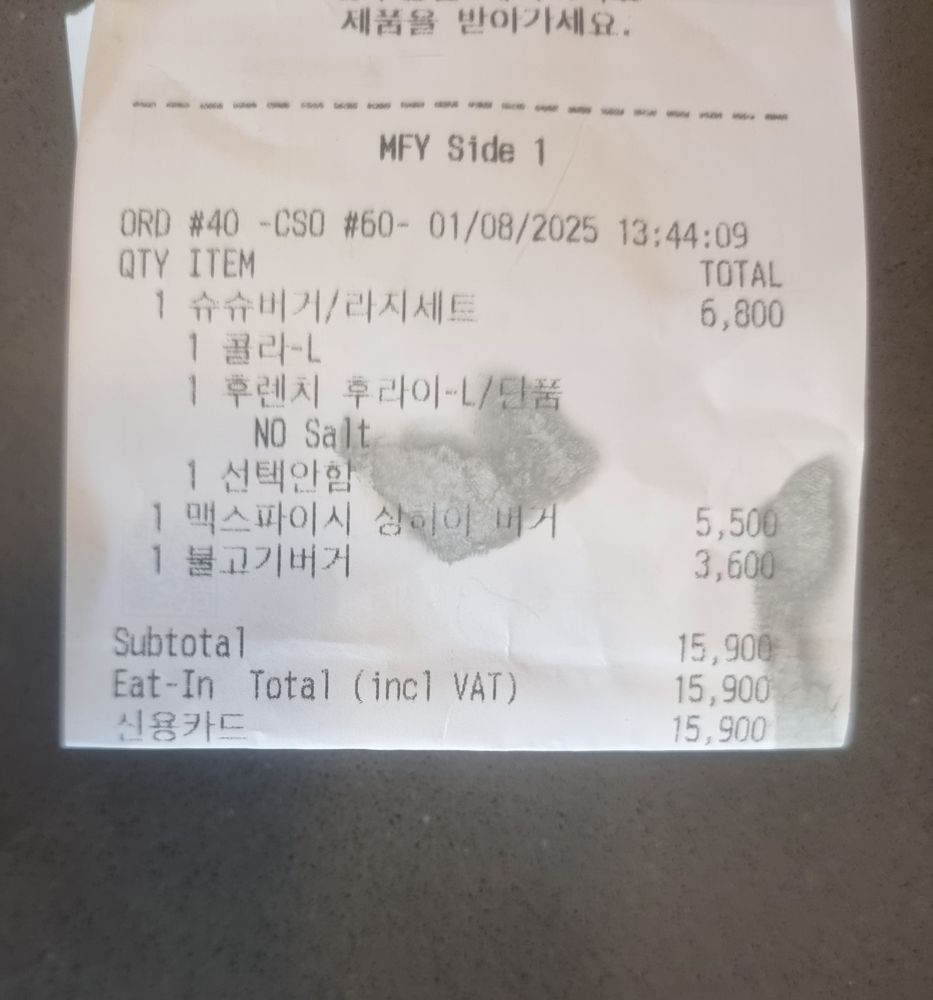 제품을 받아가세요.
MFY Side 1
ORD #40 -CSO #60- 01/08/2025 13:44:09
QTY ITEM TOTAL
1 슈슈버거/라지세트 6,800
1 콜라-L
1 후렌치 후라이-L/단품
NO Salt
1 선택안함
1 맥스파이시 상하이 버거 5,500
1 불고기버거 3,600
Subtotal 15,900
Eat-In Total (incl VAT) 15,900
신용카드 15,900